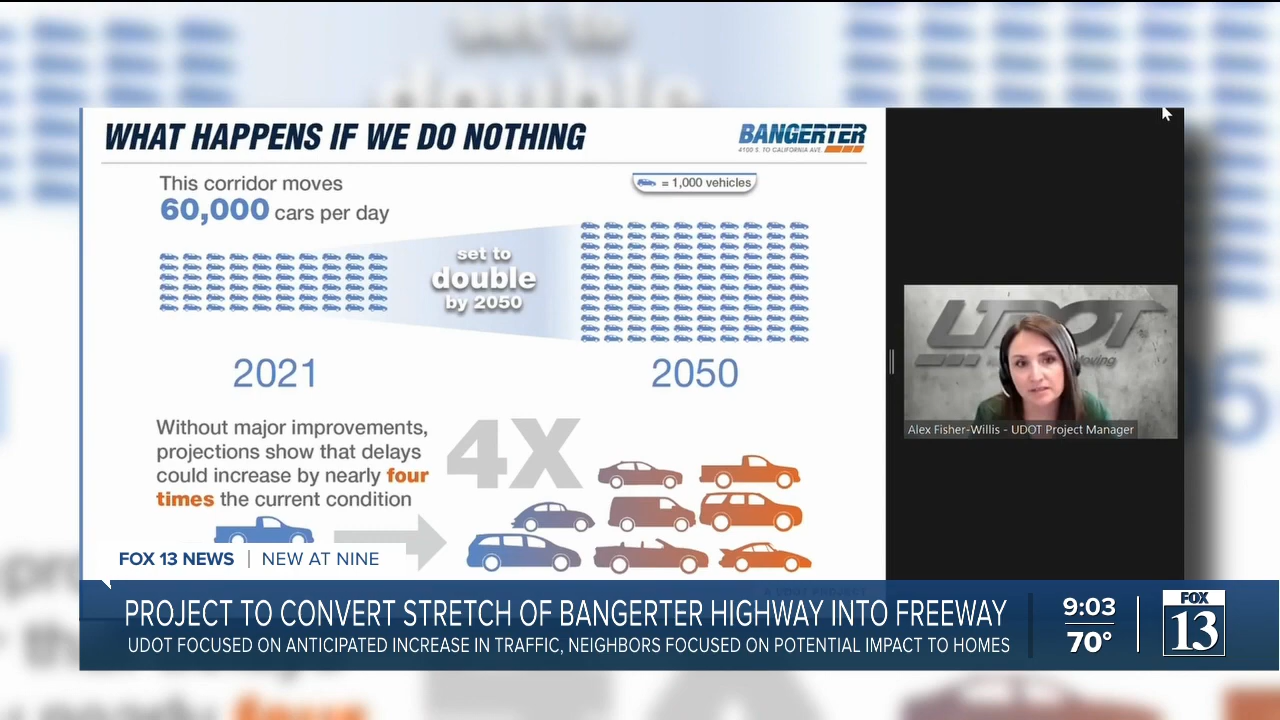 WHAT HAPPENS IF WE DO NOTHING
BANGERTER
4100 S. TO CALIFORNIA AVE.
This corridor moves
60,000 cars per day
= 1,000 vehicles
set to
double
by 2050
2021
2050
Without major improvements,
projections show that delays
could increase by nearly four
times the current condition
4X
UDOT
Moving
Alex Fisher-Willis - UDOT Project Manager
FOX 13 NEWS | NEW AT NINE
PROJECT TO CONVERT STRETCH OF BANGERTER HIGHWAY INTO FREEWAY
UDOT FOCUSED ON ANTICIPATED INCREASE IN TRAFFIC, NEIGHBORS FOCUSED ON POTENTIAL IMPACT TO HOMES
9:03
70°
FOX
13